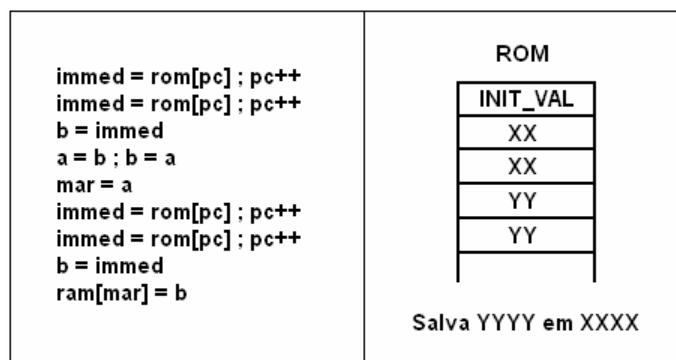 immed = rom[pc] ; pc++
immed = rom[pc] ; pc++
b = immed
a = b ; b = a
mar = a
immed = rom[pc] ; pc++
immed = rom[pc] ; pc++
b = immed
ram[mar] = b
ROM
INIT_VAL
XX
XX
YY
YY
Salva YYYY em XXXX